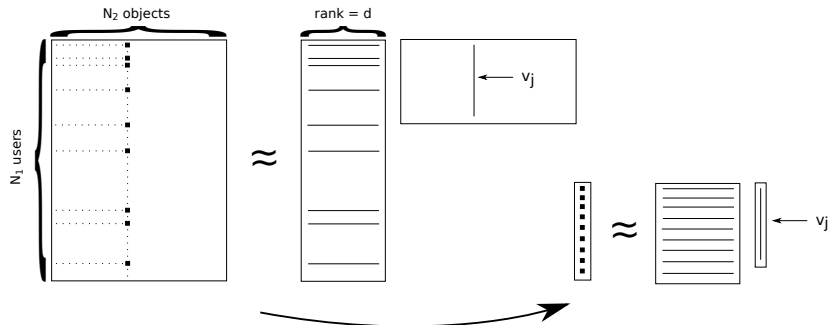 N₂ objects
rank = d
N₁ users
≈
vⱼ
≈
vⱼ